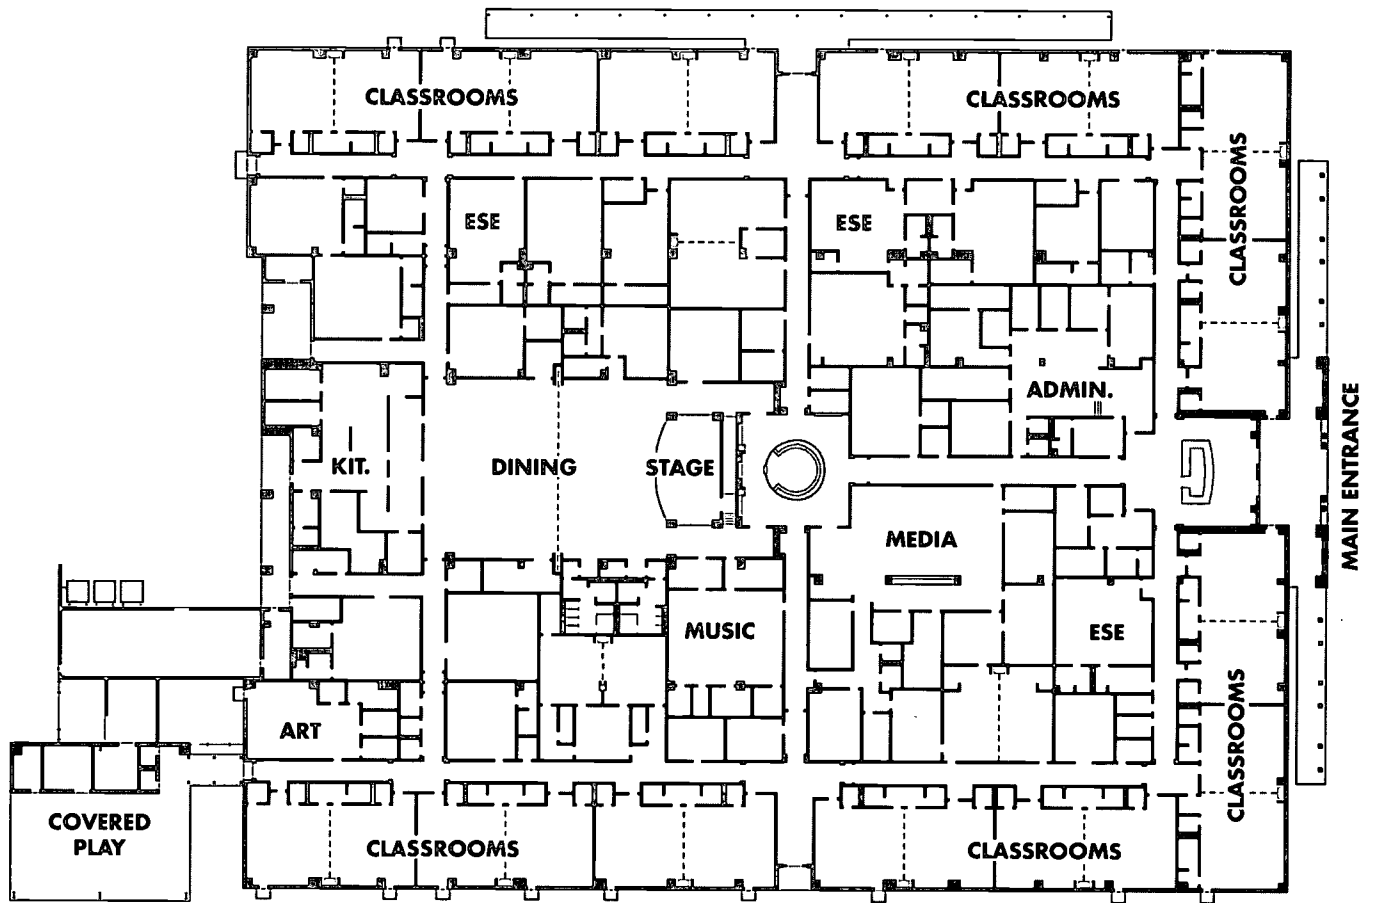 CLASSROOMS
CLASSROOMS
CLASSROOMS
ESE
ESE
ADMIN.
MAIN ENTRANCE
KIT.
DINING
STAGE
MEDIA
MUSIC
ESE
ART
CLASSROOMS
COVERED
PLAY
CLASSROOMS
CLASSROOMS